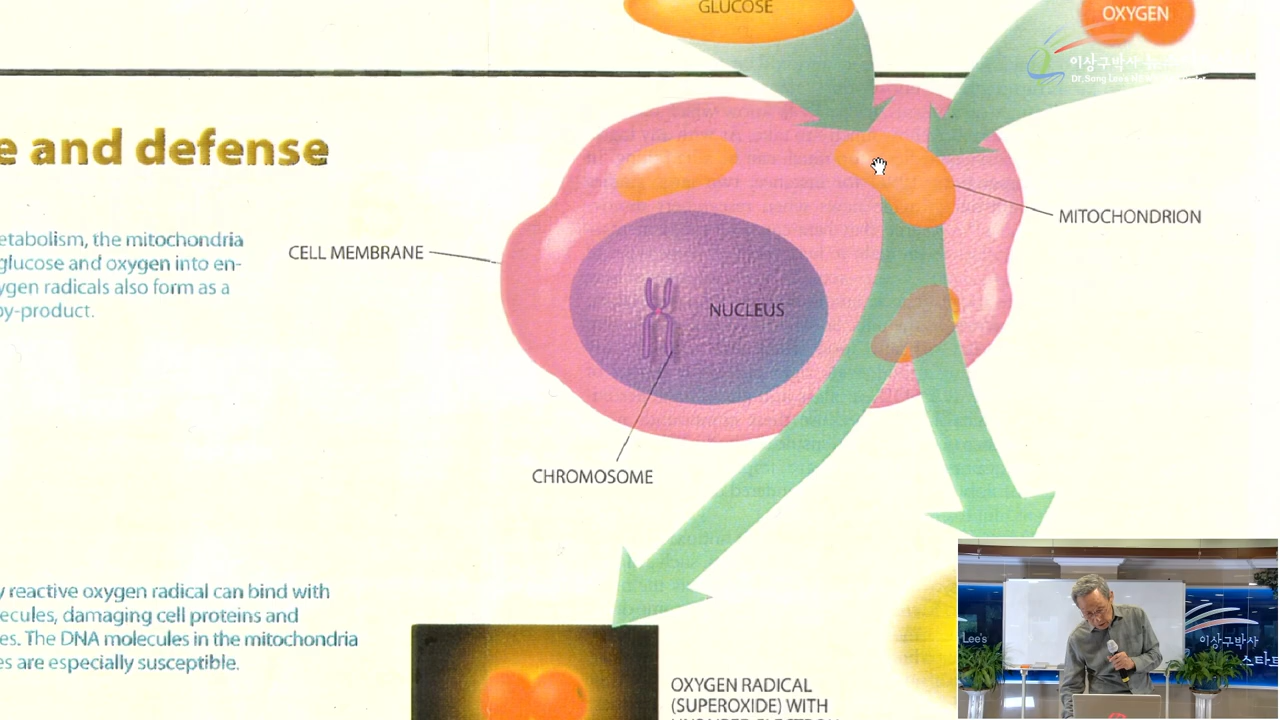 GLUCOSE
OXYGEN
이상구박사
e and defense
etabolism, the mitochondria
glucose and oxygen into en-
ygen radicals also form as a
by-product.
CELL MEMBRANE
MITOCHONDRION
NUCLEUS
CHROMOSOME
y reactive oxygen radical can bind with
ecules, damaging cell proteins and
es. The DNA molecules in the mitochondria
es are especially susceptible.
OXYGEN RADICAL
(SUPEROXIDE) WITH
Lee's
이상구박사
스타트